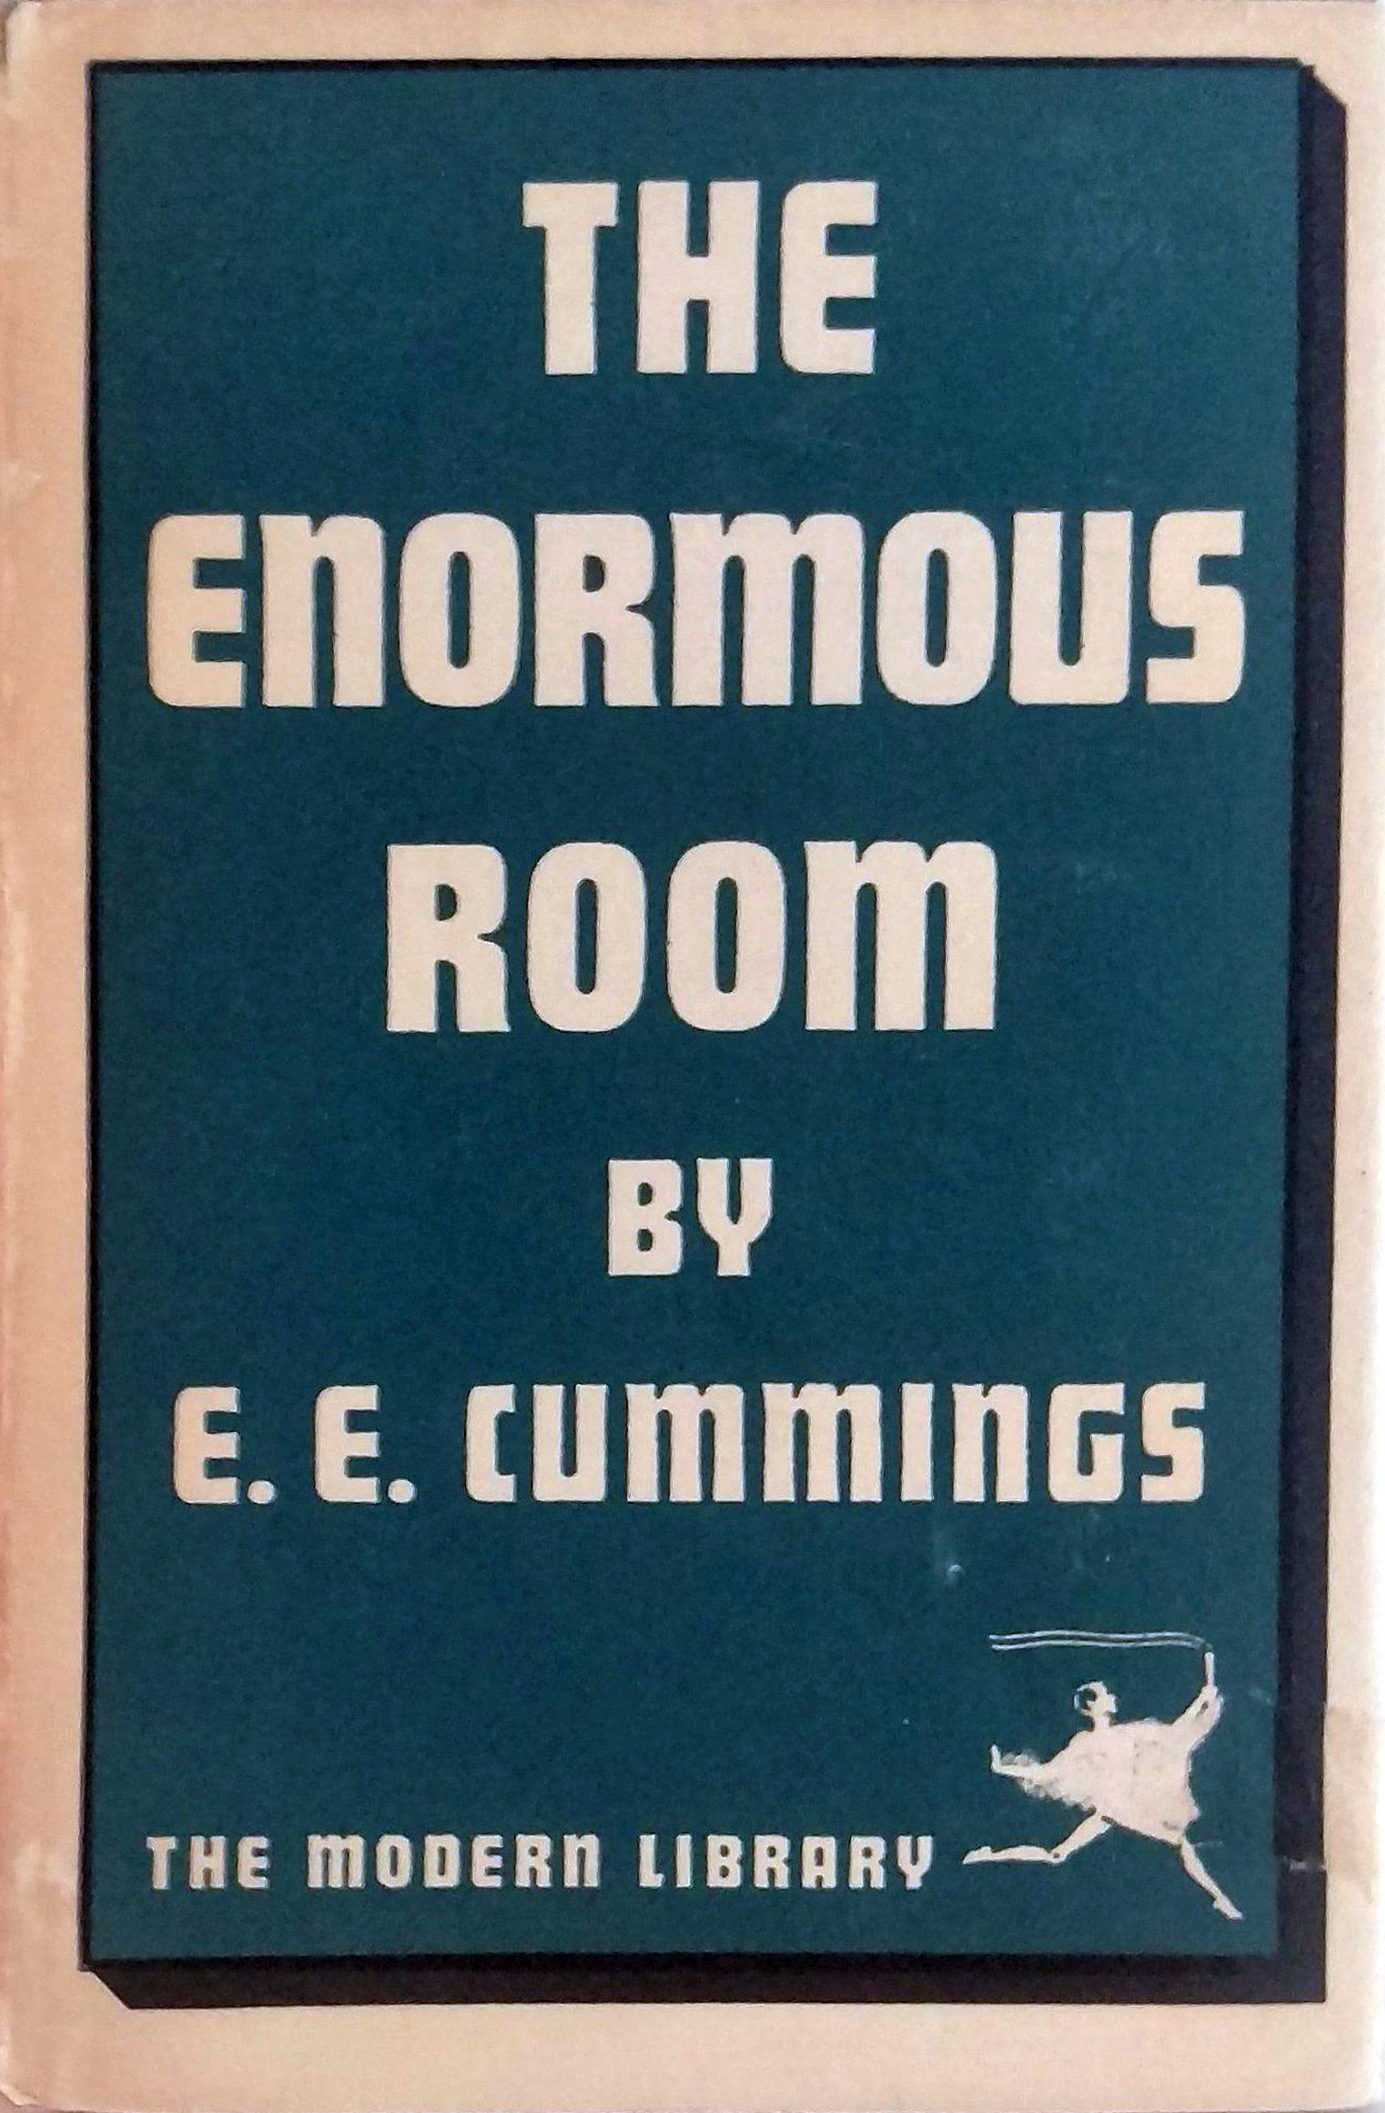 THE
ENORMOUS
ROOM
BY
E. E. CUMMINGS
THE MODERN LIBRARY